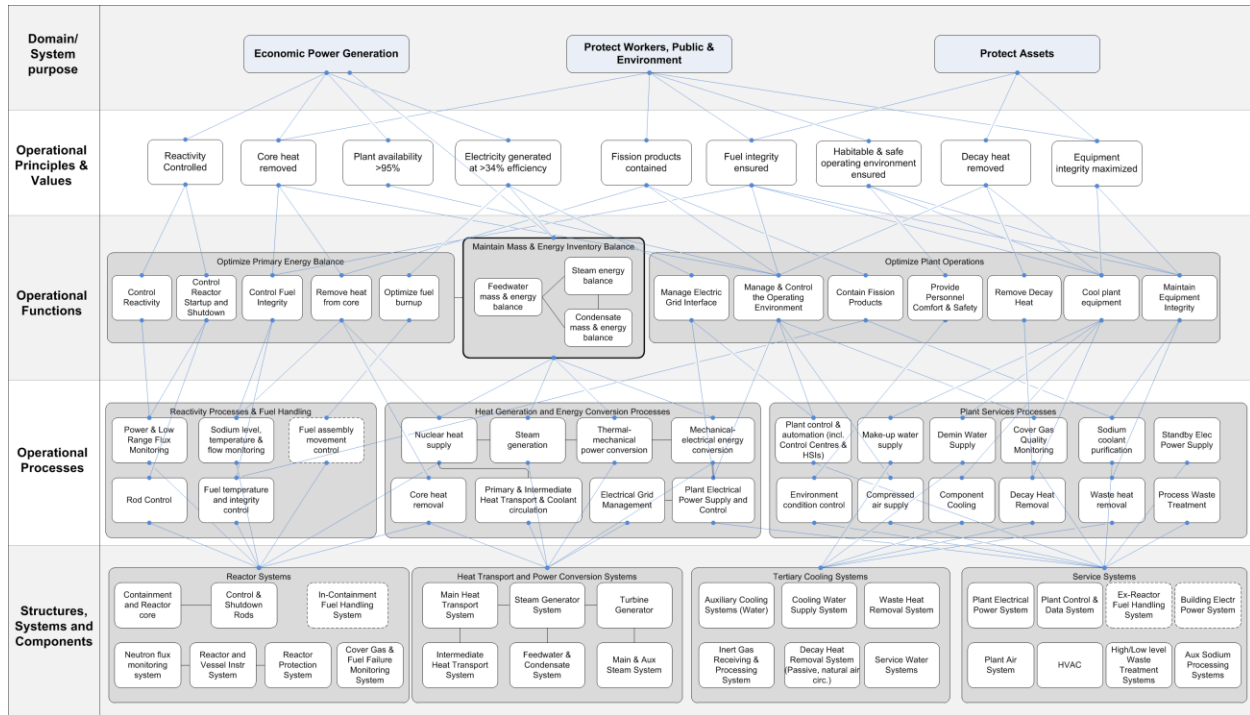 Domain/
System
purpose
Economic Power Generation
Protect Workers, Public &
Environment
Protect Assets
Operational
Principles &
Values
Reactivity
Controlled
Core heat
removed
Plant availability
>95%
Electricity generated
at >34% efficiency
Fission products
contained
Fuel integrity
ensured
Habitable & safe
operating environment
ensured
Decay heat
removed
Equipment
integrity maximized
Operational
Functions
Optimize Primary Energy Balance
Control
Reactivity
Control
Reactor
Startup and
Shutdown
Control Fuel
Integrity
Remove heat
from core
Optimize fuel
burnup
Maintain Mass & Energy Inventory Balance
Feedwater
mass & energy
balance
Steam energy
balance
Condensate mass & energy
balance
Optimize Plant Operations
Manage Electric
Grid Interface
Manage & Control
the Operating
Environment
Contain Fission
Products
Provide
Personnel
Comfort & Safety
Remove Decay
Heat
Cool plant
equipment
Maintain
Equipment
Integrity
Operational
Processes
Reactivity Processes & Fuel Handling
Power & Low
Range Flux
Monitoring
Sodium level,
temperature &
flow monitoring
Fuel assembly
movement
control
Rod Control
Fuel temperature
and integrity
control
Heat Generation and Energy Conversion Processes
Nuclear heat
supply
Steam
generation
Thermal-
mechanical
power conversion
Mechanical-
electrical energy
conversion
Core heat
removal
Primary & Intermediate
Heat Transport & Coolant
circulation
Electrical Grid
Management
Plant Electrical
Power Supply and
Control
Plant Services Processes
Plant control &
automation (incl.
Control Centres &
HSIs)
Make-up water
supply
Demin Water
Supply
Cover Gas
Quality
Monitoring
Sodium
coolant
purification
Standby Elec
Power Supply
Environment
condition control
Compressed
air supply
Component
Cooling
Decay Heat
Removal
Waste heat
removal
Process Waste
Treatment
Structures,
Systems and
Components
Reactor Systems
Containment
and Reactor
core
Control &
Shutdown
Rods
In-Containment
Fuel Handling
System
Neutron flux
monitoring
system
Reactor and
Vessel Instr
System
Reactor
Protection
System
Cover Gas &
Fuel Failure
Monitoring
System
Heat Transport and Power Conversion Systems
Main Heat
Transport
System
Steam Generator
System
Turbine
Generator
Intermediate
Heat Transport
System
Feedwater &
Condensate
System
Main & Aux
Steam System
Tertiary Cooling Systems
Auxiliary Cooling
Systems (Water)
Cooling Water
Supply System
Waste Heat
Removal System
Inert Gas
Receiving &
Processing
System
Decay Heat
Removal System
(Passive, natural air
circ.)
Service Water
Systems
Service Systems
Plant Electrical
Power System
Plant Control &
Data System
Ex-Reactor
Fuel Handling
System
Building Electr
Power System
Plant Air
System
HVAC
High/Low level
Waste
Treatment
Systems
Aux Sodium
Processing
Systems